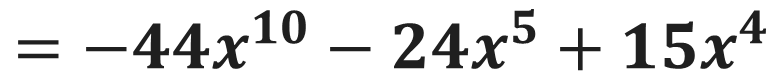 = −44x¹⁰ − 24x⁵ + 15x⁴